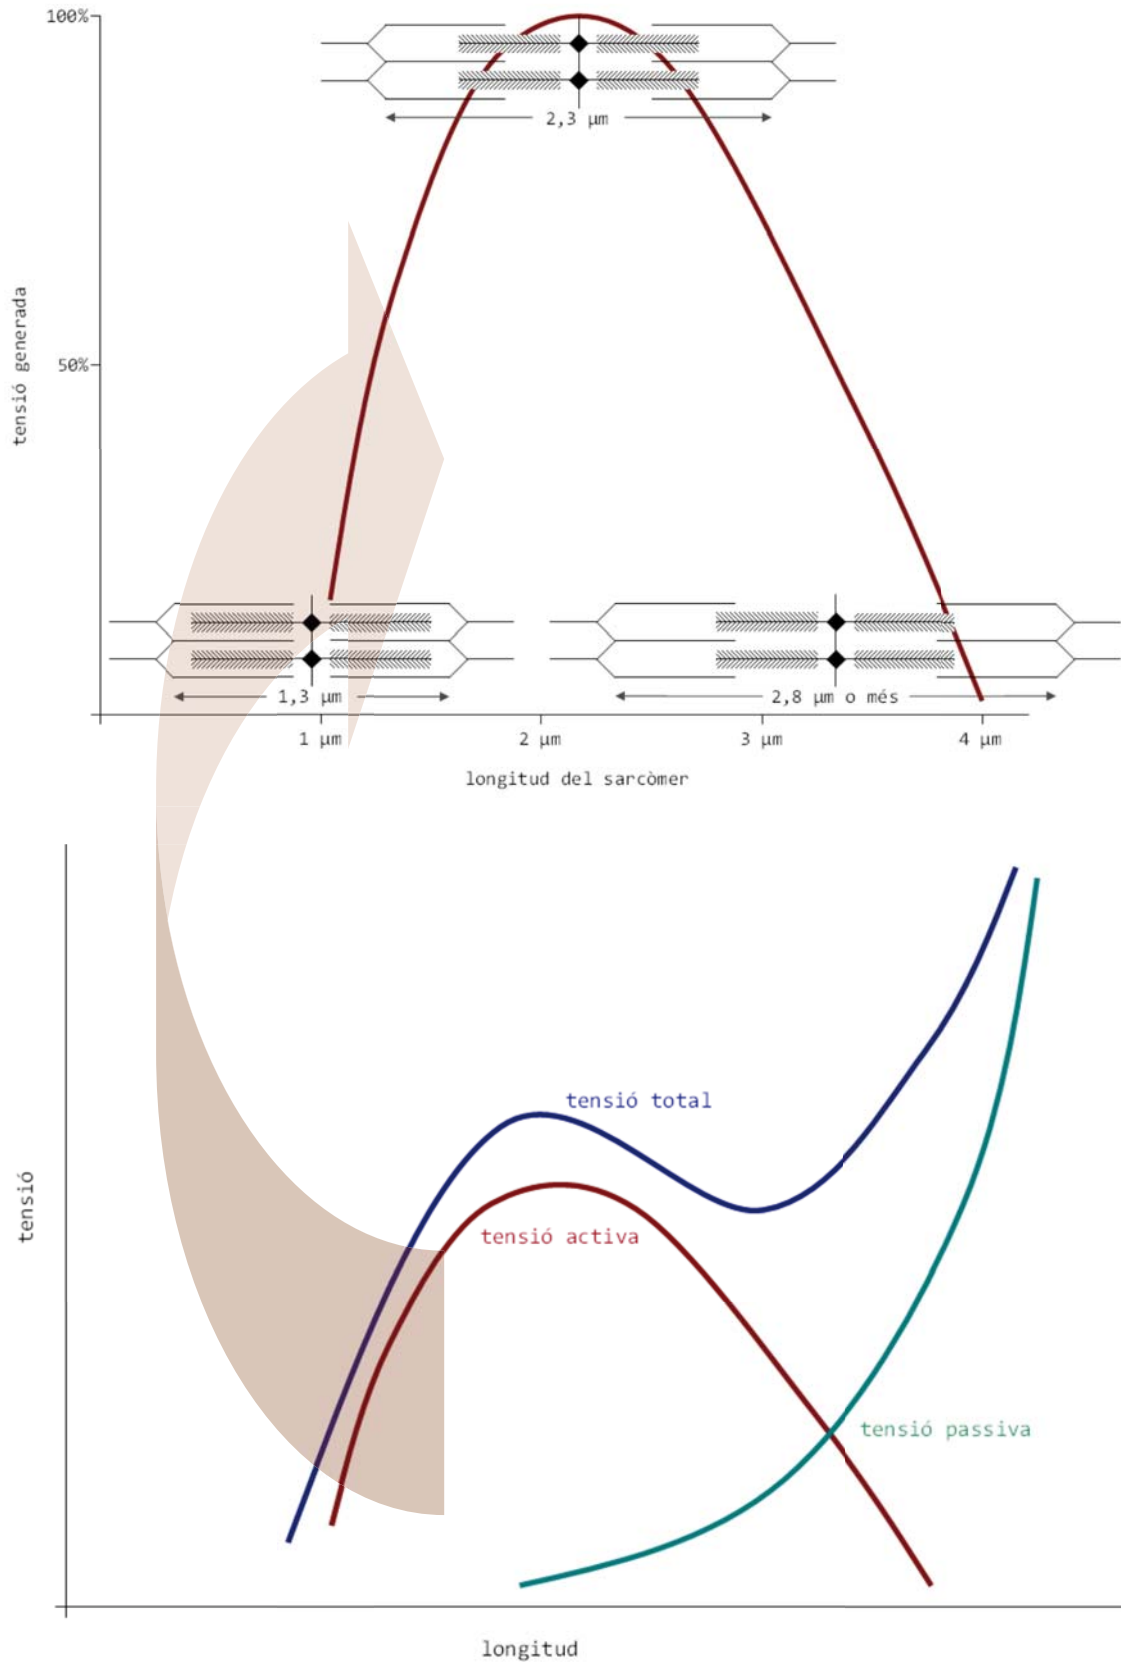 100%
2,3 µm
tensió generada
50%
1,3 µm
2,8 µm o més
1 µm
2 µm
3 µm
4 µm
longitud del sarcòmer
tensió total
tensió
tensió activa
tensió passiva
longitud